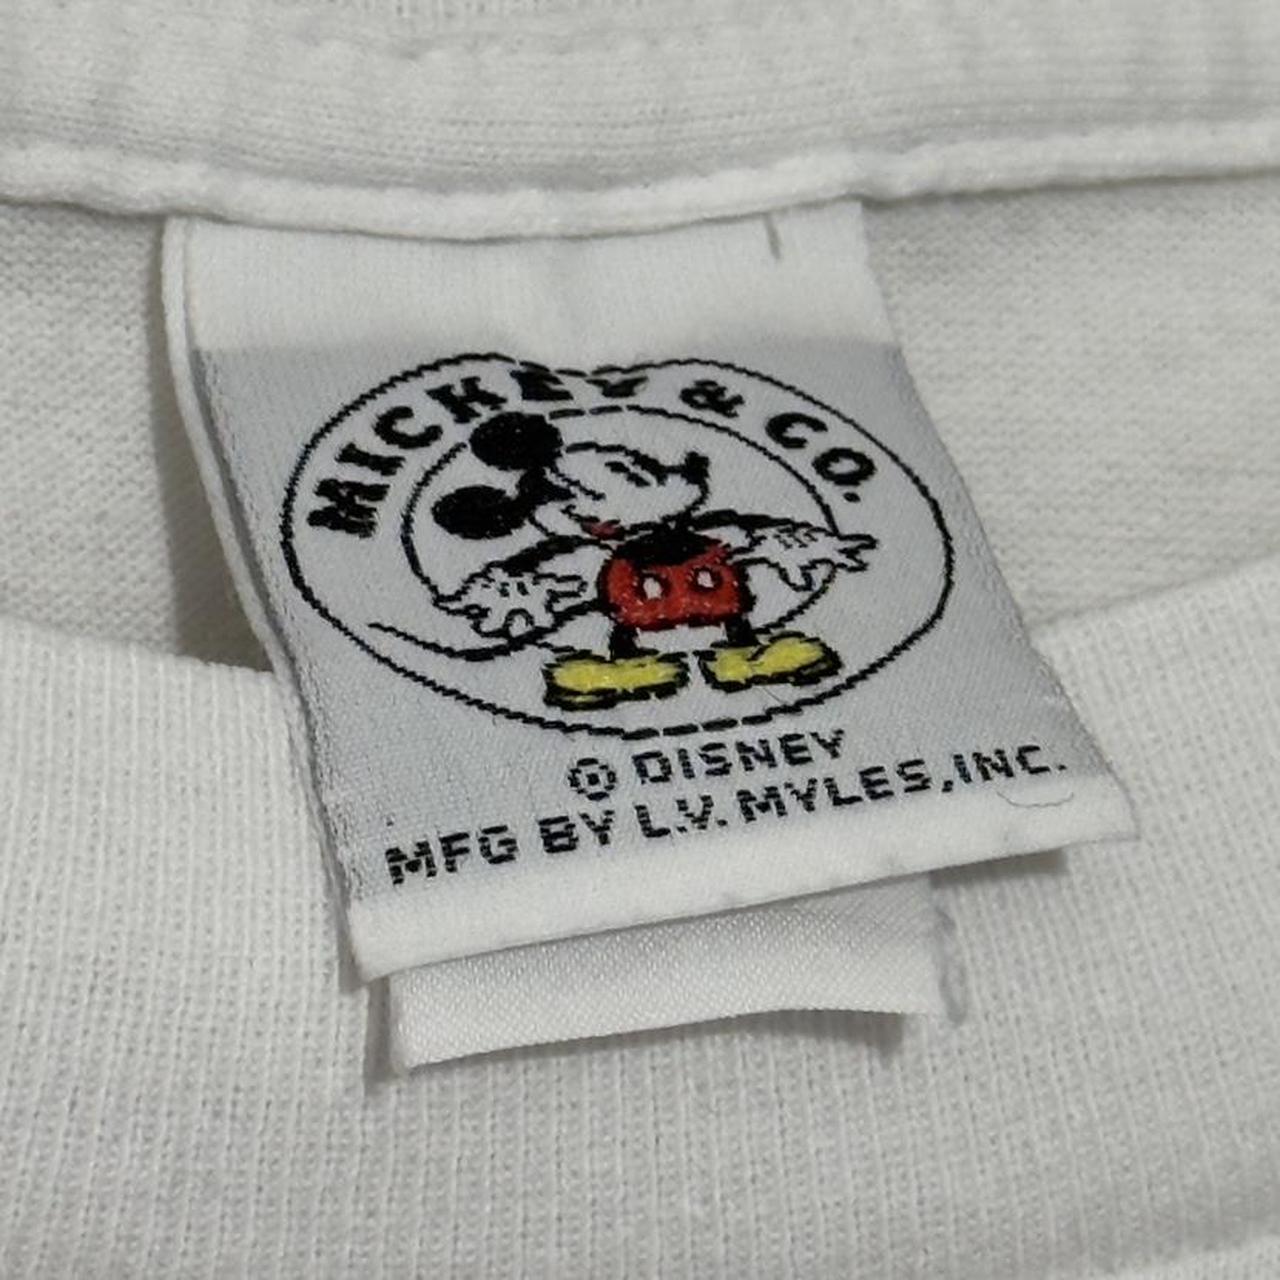 MICKEY & CO.
© DISNEY
MFG BY L.V. MYLES, INC.